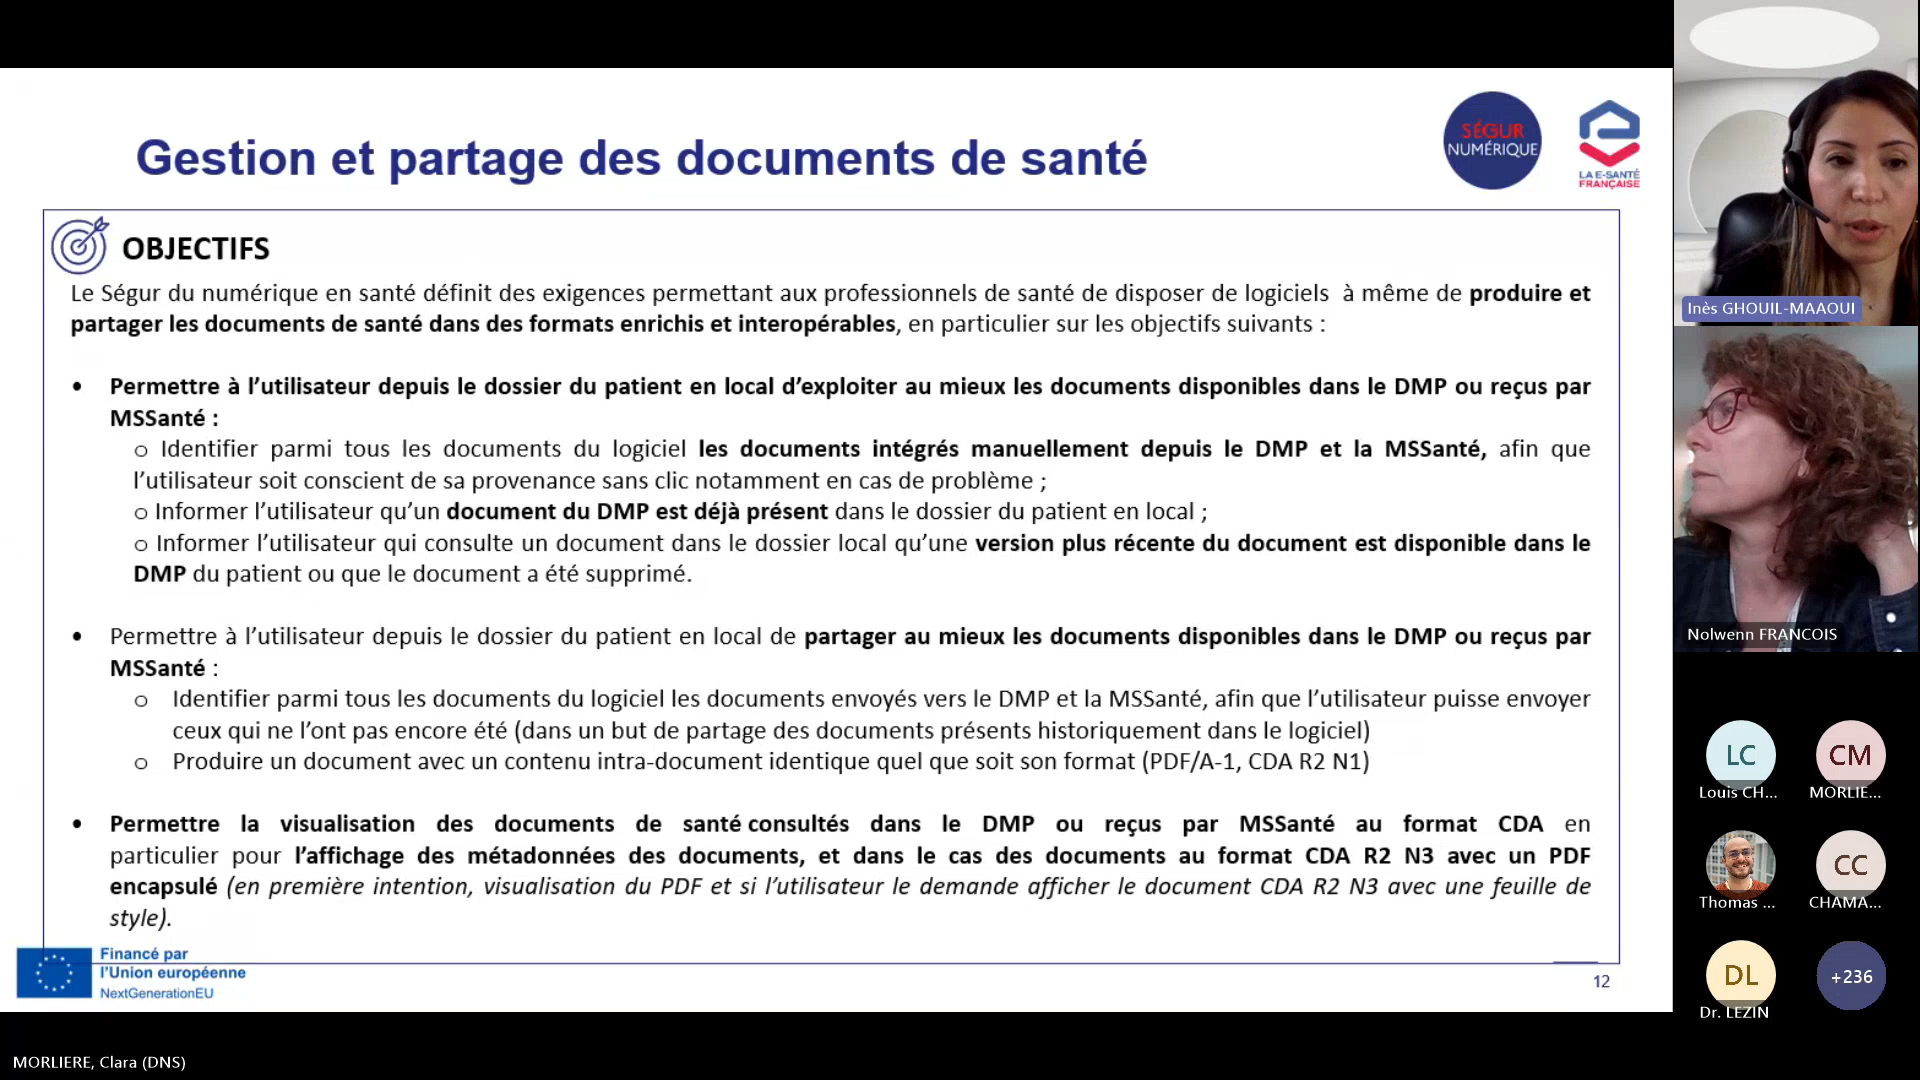 Gestion et partage des documents de santé
SÉGUR
NUMÉRIQUE
LA E-SANTÉ
FRANÇAISE
OBJECTIFS
Le Ségur du numérique en santé définit des exigences permettant aux professionnels de santé de disposer de logiciels à même de produire et
partager les documents de santé dans des formats enrichis et interopérables, en particulier sur les objectifs suivants :
• Permettre à l’utilisateur depuis le dossier du patient en local d’exploiter au mieux les documents disponibles dans le DMP ou reçus par
MSSanté :
o Identifier parmi tous les documents du logiciel les documents intégrés manuellement depuis le DMP et la MSSanté, afin que
l’utilisateur soit conscient de sa provenance sans clic notamment en cas de problème ;
o Informer l’utilisateur qu’un document du DMP est déjà présent dans le dossier du patient en local ;
o Informer l’utilisateur qui consulte un document dans le dossier local qu’une version plus récente du document est disponible dans le
DMP du patient ou que le document a été supprimé.
• Permettre à l’utilisateur depuis le dossier du patient en local de partager au mieux les documents disponibles dans le DMP ou reçus par
MSSanté :
o Identifier parmi tous les documents du logiciel les documents envoyés vers le DMP et la MSSanté, afin que l’utilisateur puisse envoyer
ceux qui ne l’ont pas encore été (dans un but de partage des documents présents historiquement dans le logiciel)
o Produire un document avec un contenu intra-document identique quel que soit son format (PDF/A-1, CDA R2 N1)
• Permettre la visualisation des documents de santé consultés dans le DMP ou reçus par MSSanté au format CDA en
particulier pour l’affichage des métadonnées des documents, et dans le cas des documents au format CDA R2 N3 avec un PDF
encapsulé (en première intention, visualisation du PDF et si l’utilisateur le demande afficher le document CDA R2 N3 avec une feuille de
style).
Financé par
l’Union européenne
NextGenerationEU
12
MORLIERE, Clara (DNS)
Inès GHOUIL-MAAOUI
Nolwenn FRANCOIS
LC
Louis CH...
CM
MORLIE...
Thomas ...
CC
CHAMA...
DL
Dr. LEZIN
+236